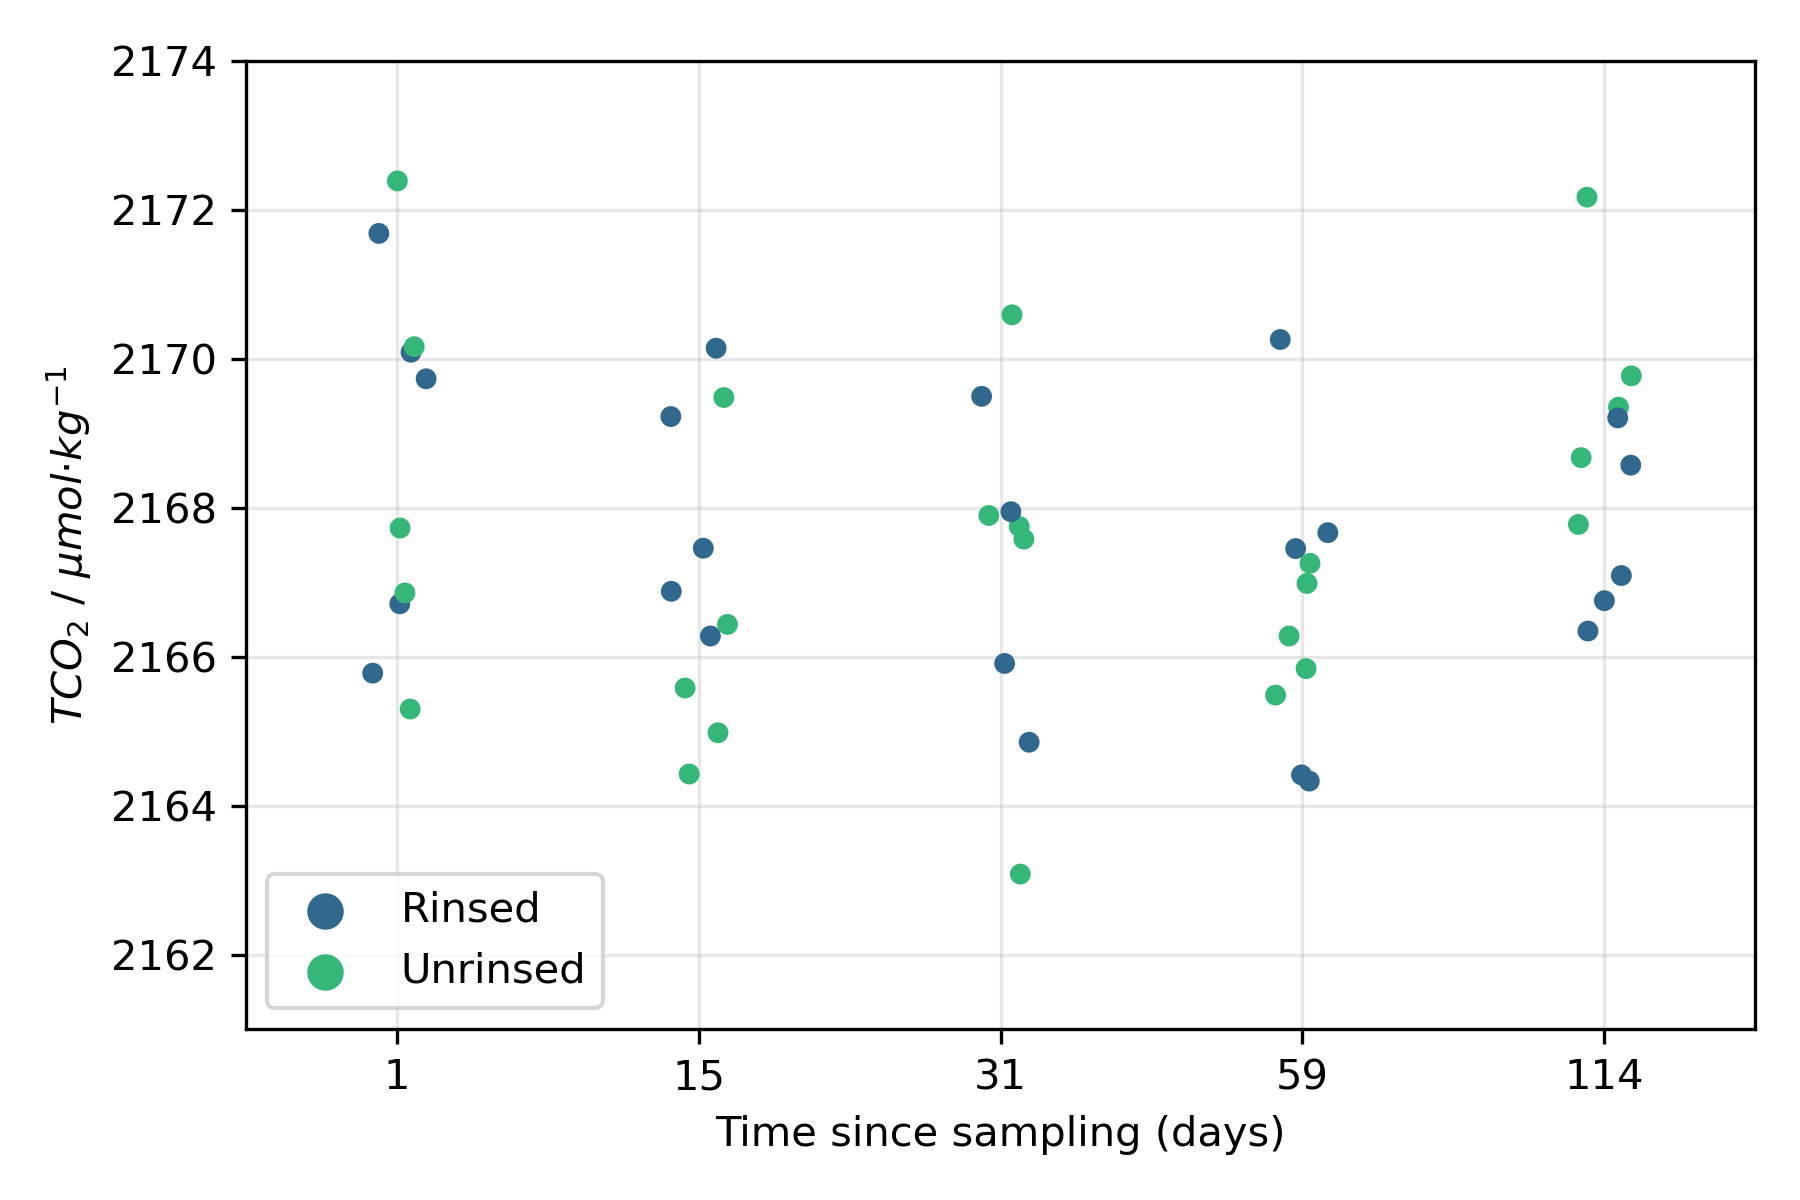 2174
2172
2170
2168
2166
2164
2162
TCO₂ / μmol·kg⁻¹
Rinsed
Unrinsed
1 15 31 59 114
Time since sampling (days)